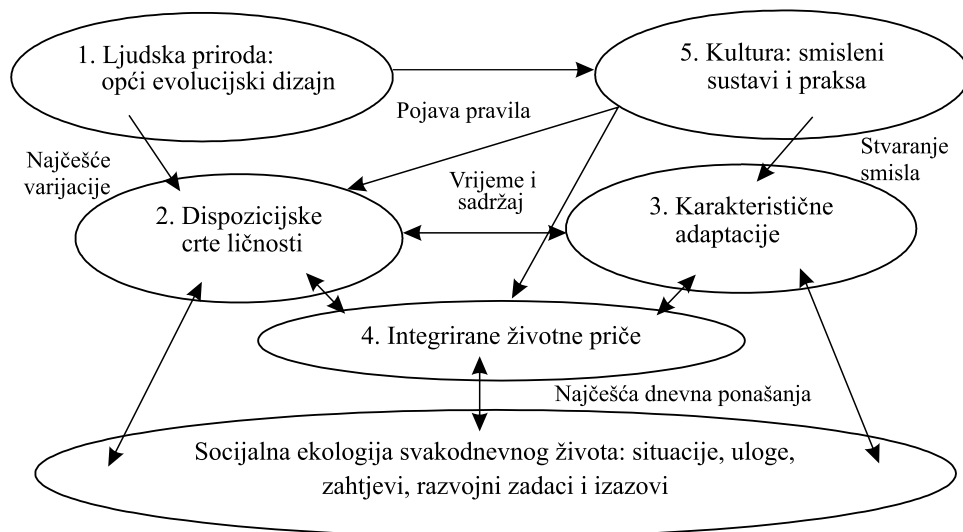 1. Ljudska priroda:
opći evolucijski dizajn
5. Kultura: smisleni
sustavi i praksa
Pojava pravila
Najčešće
varijacije
Stvaranje
smisla
Vrijeme i
sadržaj
2. Dispozicijske
crte ličnosti
3. Karakteristične
adaptacije
4. Integrirane životne priče
Najčešća dnevna ponašanja
Socijalna ekologija svakodnevnog života: situacije, uloge,
zahtjevi, razvojni zadaci i izazovi